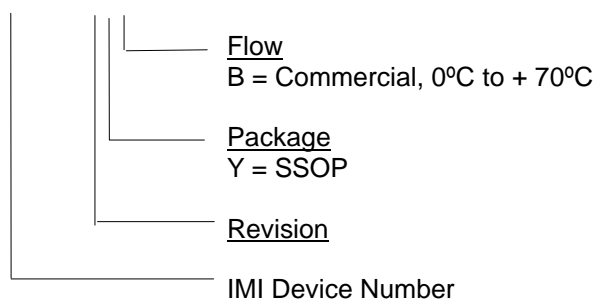 Flow
B = Commercial, 0ºC to + 70ºC
Package
Y = SSOP
Revision
IMI Device Number